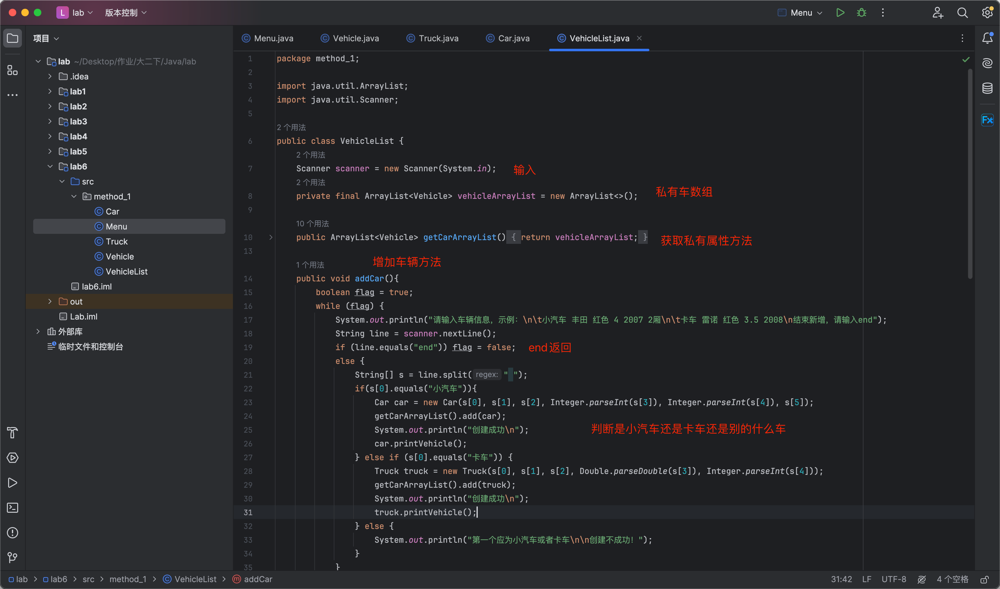 L lab 版本控制 Menu
项目
Menu.java Vehicle.java Truck.java Car.java VehicleList.java
lab ~/Desktop/作业/大二下/Java/lab
.idea
lab1
lab2
lab3
lab4
lab5
lab6
src
method_1
Car
Menu
Truck
Vehicle
VehicleList
lab6.iml
out
Lab.iml
外部库
临时文件和控制台
1 package method_1;
2
3 import java.util.ArrayList;
4 import java.util.Scanner;
5
2 个用法
6 public class VehicleList {
2 个用法
7 Scanner scanner = new Scanner(System.in); 输入
2 个用法
8 private final ArrayList<Vehicle> vehicleArrayList = new ArrayList<>(); 私有车数组
9
10 个用法
10 public ArrayList<Vehicle> getCarArrayList() { return vehicleArrayList; } 获取私有属性方法
13
1 个用法 增加车辆方法
14 public void addCar(){
15 boolean flag = true;
16 while (flag) {
17 System.out.println("请输入车辆信息，示例：\n\t小汽车 丰田 红色 4 2007 2厢\n\t卡车 雷诺 红色 3.5 2008\n结束新增，请输入end");
18 String line = scanner.nextLine();
19 if (line.equals("end")) flag = false; end返回
20 else {
21 String[] s = line.split( regex: " ");
22 if(s[0].equals("小汽车")){
23 Car car = new Car(s[0], s[1], s[2], Integer.parseInt(s[3]), Integer.parseInt(s[4]), s[5]);
24 getCarArrayList().add(car);
25 System.out.println("创建成功\n"); 判断是小汽车还是卡车还是别的什么车
26 car.printVehicle();
27 } else if (s[0].equals("卡车")) {
28 Truck truck = new Truck(s[0], s[1], s[2], Double.parseDouble(s[3]), Integer.parseInt(s[4]));
29 getCarArrayList().add(truck);
30 System.out.println("创建成功\n");
31 truck.printVehicle();
32 } else {
33 System.out.println("第一个应为小汽车或者卡车\n\n创建不成功！");
34 }
35 }
Fx
lab > lab6 > src > method_1 > VehicleList > addCar 31:42 LF UTF-8 4 个空格